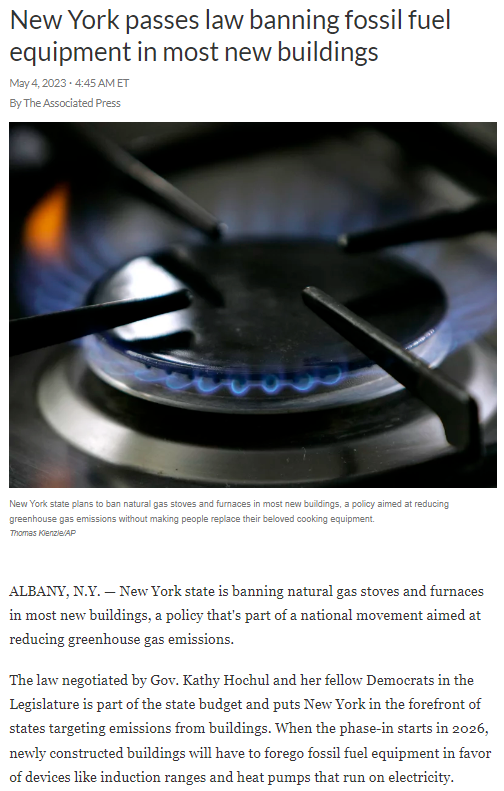 New York passes law banning fossil fuel
equipment in most new buildings
May 4, 2023 · 4:45 AM ET
By The Associated Press
New York state plans to ban natural gas stoves and furnaces in most new buildings, a policy aimed at reducing
greenhouse gas emissions without making people replace their beloved cooking equipment.
Thomas Kienzle/AP
ALBANY, N.Y. — New York state is banning natural gas stoves and furnaces
in most new buildings, a policy that's part of a national movement aimed at
reducing greenhouse gas emissions.
The law negotiated by Gov. Kathy Hochul and her fellow Democrats in the
Legislature is part of the state budget and puts New York in the forefront of
states targeting emissions from buildings. When the phase-in starts in 2026,
newly constructed buildings will have to forego fossil fuel equipment in favor
of devices like induction ranges and heat pumps that run on electricity.